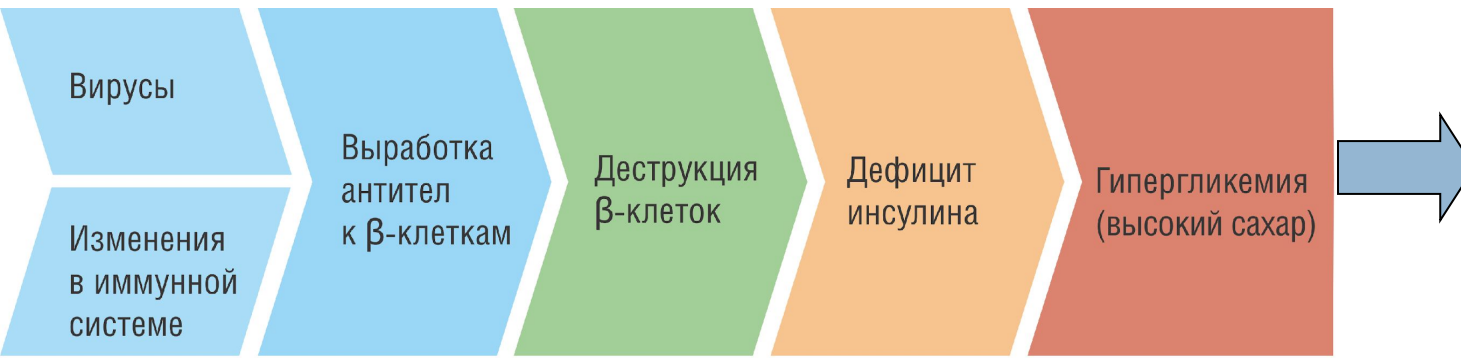 Вирусы
Изменения
в иммунной
системе
Выработка
антител
к β-клеткам
Деструкция
β-клеток
Дефицит
инсулина
Гипергликемия
(высокий сахар)